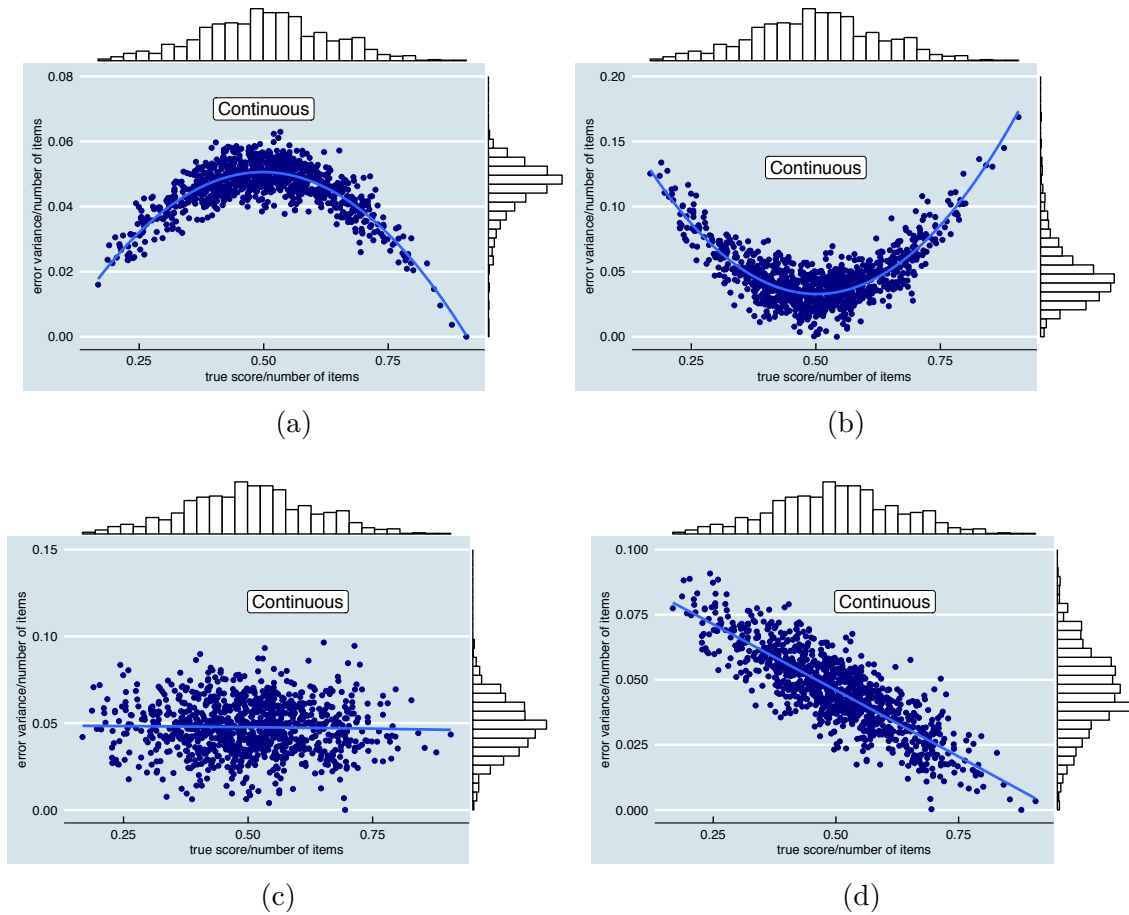 0.08
Continuous
0.06
0.04
0.02
0.00
error variance/number of items
0.25 0.50 0.75
true score/number of items
(a)
0.20
0.15
Continuous
0.10
0.05
0.00
error variance/number of items
0.25 0.50 0.75
true score/number of items
(b)
0.15
Continuous
0.10
0.05
0.00
error variance/number of items
0.25 0.50 0.75
true score/number of items
(c)
0.100
Continuous
0.075
0.050
0.025
0.000
error variance/number of items
0.25 0.50 0.75
true score/number of items
(d)